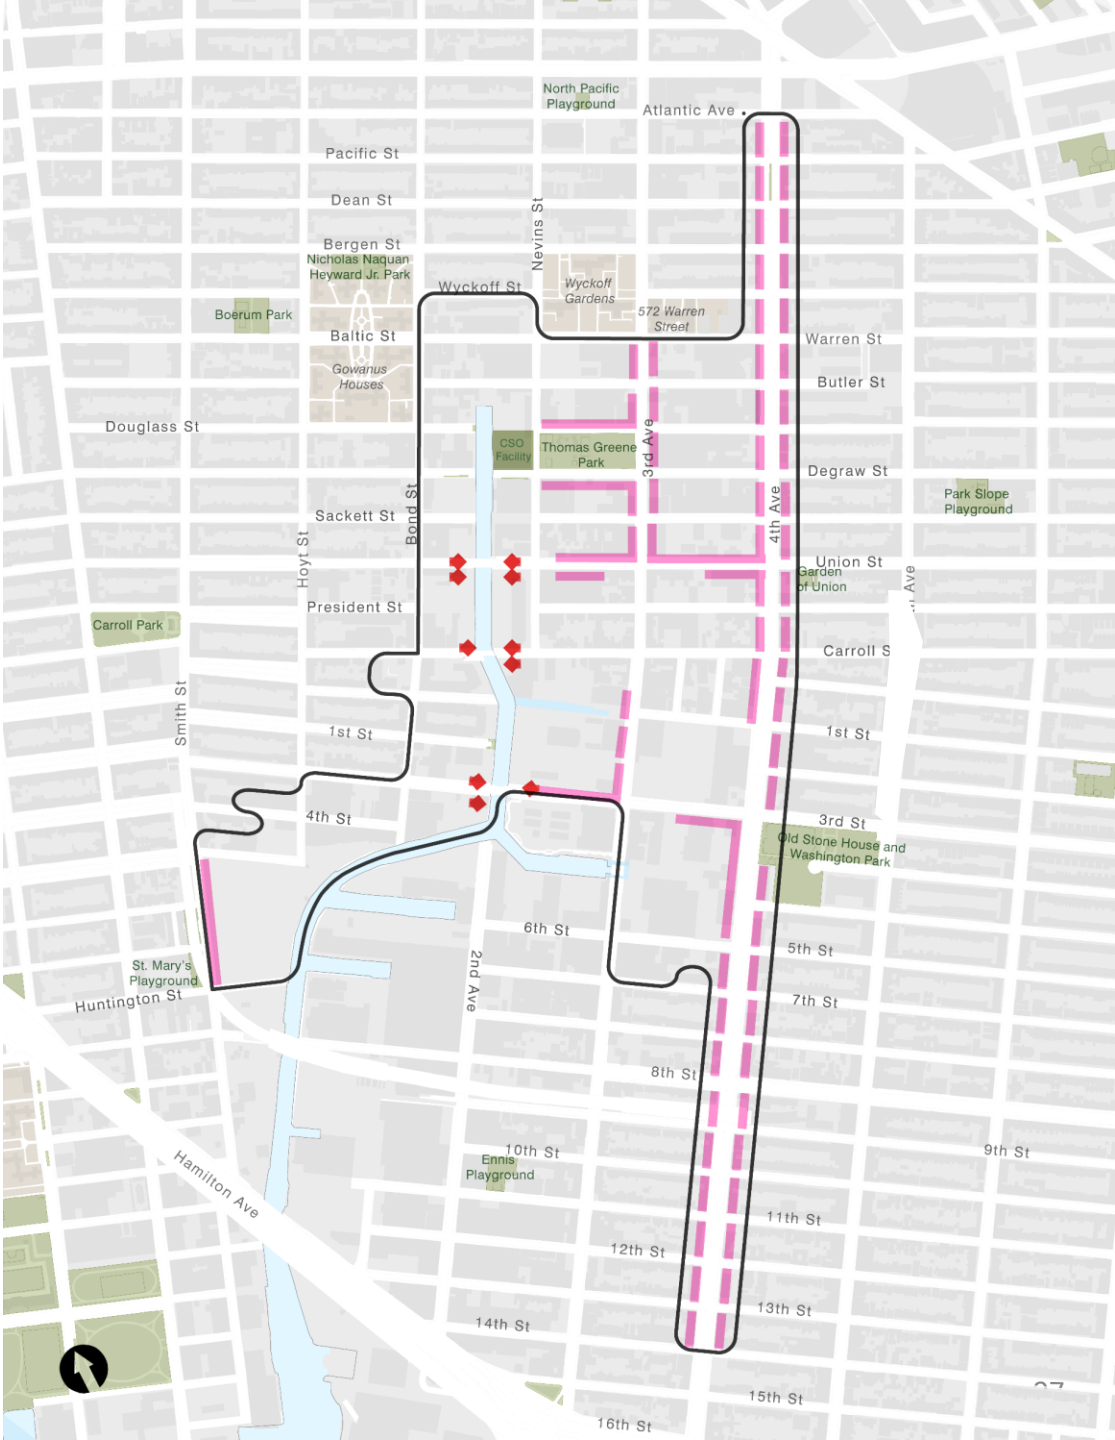 North Pacific
Playground
Atlantic Ave
Pacific St
Dean St
Nevins St
Bergen St
Nicholas Naquan
Heyward Jr. Park
Wyckoff St
Wyckoff
Gardens
572 Warren
Street
Boerum Park
Baltic St
Warren St
Gowanus
Houses
Butler St
Douglass St
CSO
Facility
Thomas Greene
Park
3rd Ave
Degraw St
Park Slope
Playground
Bond St
4th Ave
Sackett St
Hoyt St
Union St
Garden
of Union
Ave
President St
Carroll Park
Carroll S
Smith St
1st St
1st St
4th St
3rd St
Old Stone House and
Washington Park
6th St
5th St
St. Mary's
Playground
2nd Ave
Huntington St
7th St
8th St
10th St
9th St
Ennis
Playground
Hamilton Ave
11th St
12th St
13th St
14th St
15th St
16th St